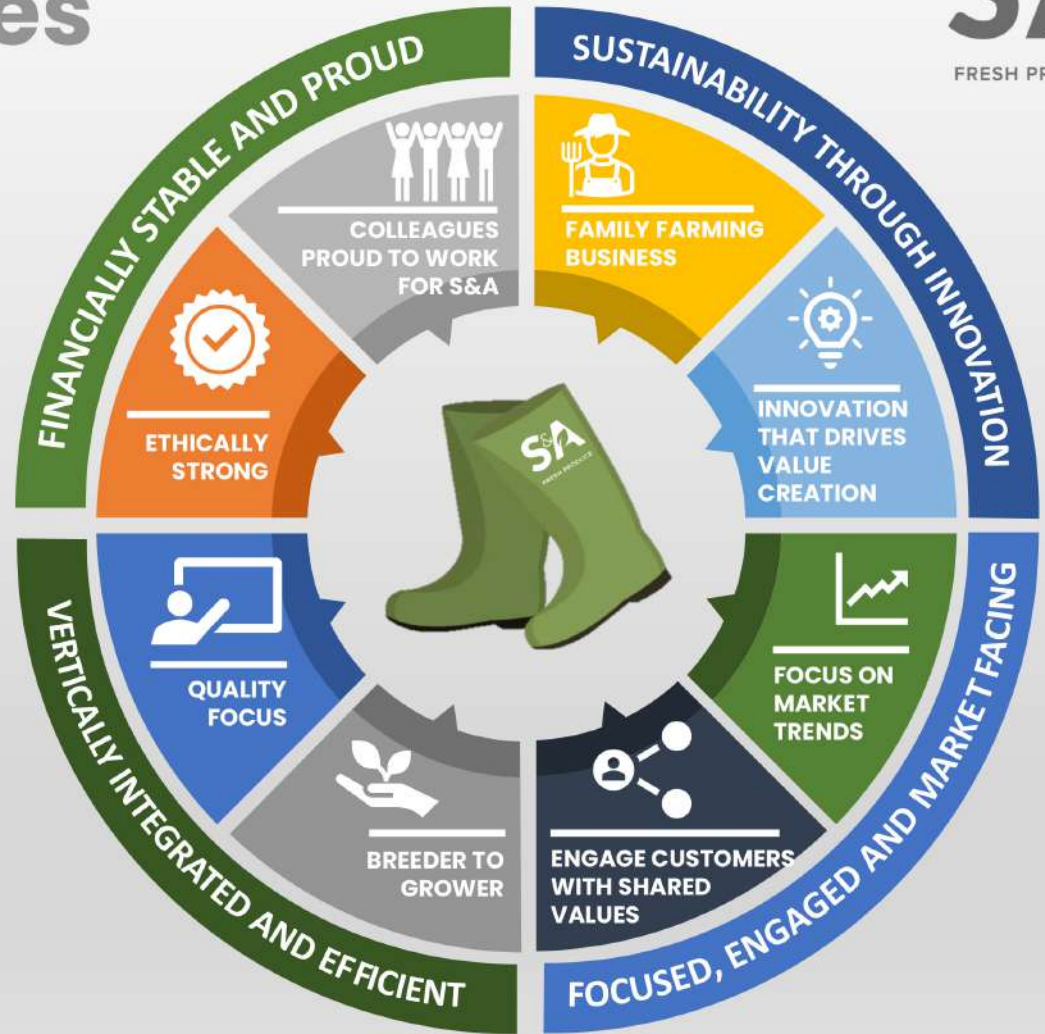 FINANCIALLY STABLE AND PROUD
SUSTAINABILITY THROUGH INNOVATION
FRESH
COLLEAGUES
PROUD TO WORK
FOR S&A
FAMILY FARMING
BUSINESS
ETHICALLY
STRONG
INNOVATION
THAT DRIVES
VALUE
CREATION
S&A
FRESH PRODUCE
QUALITY
FOCUS
FOCUS ON
MARKET
TRENDS
BREEDER TO
GROWER
ENGAGE CUSTOMERS
WITH SHARED
VALUES
VERTICALLY INTEGRATED AND EFFICIENT
FOCUSED, ENGAGED AND MARKET FACING